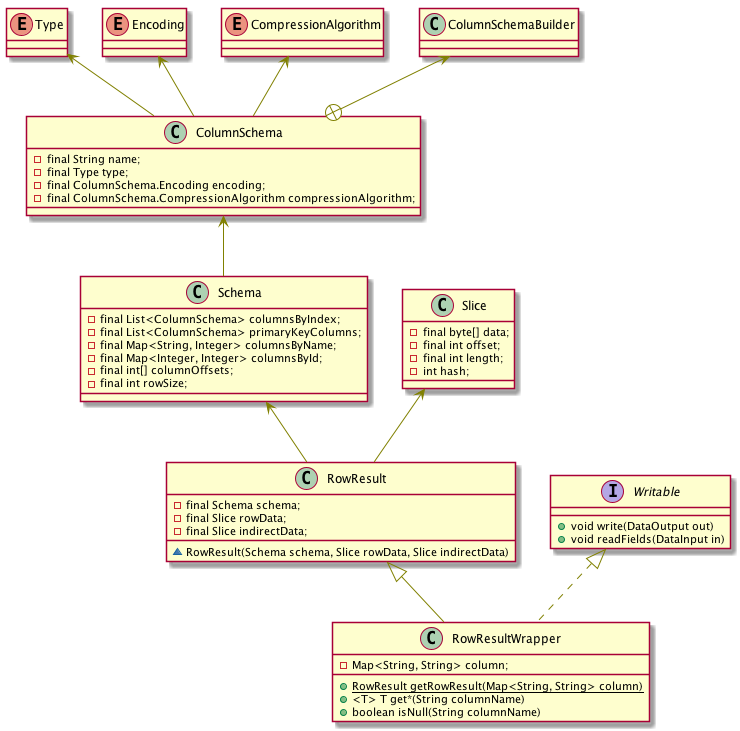 E Type
E Encoding
E CompressionAlgorithm
C ColumnSchemaBuilder
C ColumnSchema
final String name;
final Type type;
final ColumnSchema.Encoding encoding;
final ColumnSchema.CompressionAlgorithm compressionAlgorithm;
C Schema
final List<ColumnSchema> columnsByIndex;
final List<ColumnSchema> primaryKeyColumns;
final Map<String, Integer> columnsByName;
final Map<Integer, Integer> columnsById;
final int[] columnOffsets;
final int rowSize;
C Slice
final byte[] data;
final int offset;
final int length;
int hash;
C RowResult
final Schema schema;
final Slice rowData;
final Slice indirectData;
RowResult(Schema schema, Slice rowData, Slice indirectData)
I Writable
void write(DataOutput out)
void readFields(DataInput in)
C RowResultWrapper
Map<String, String> column;
RowResult getRowResult(Map<String, String> column)
<T> T get*(String columnName)
boolean isNull(String columnName)